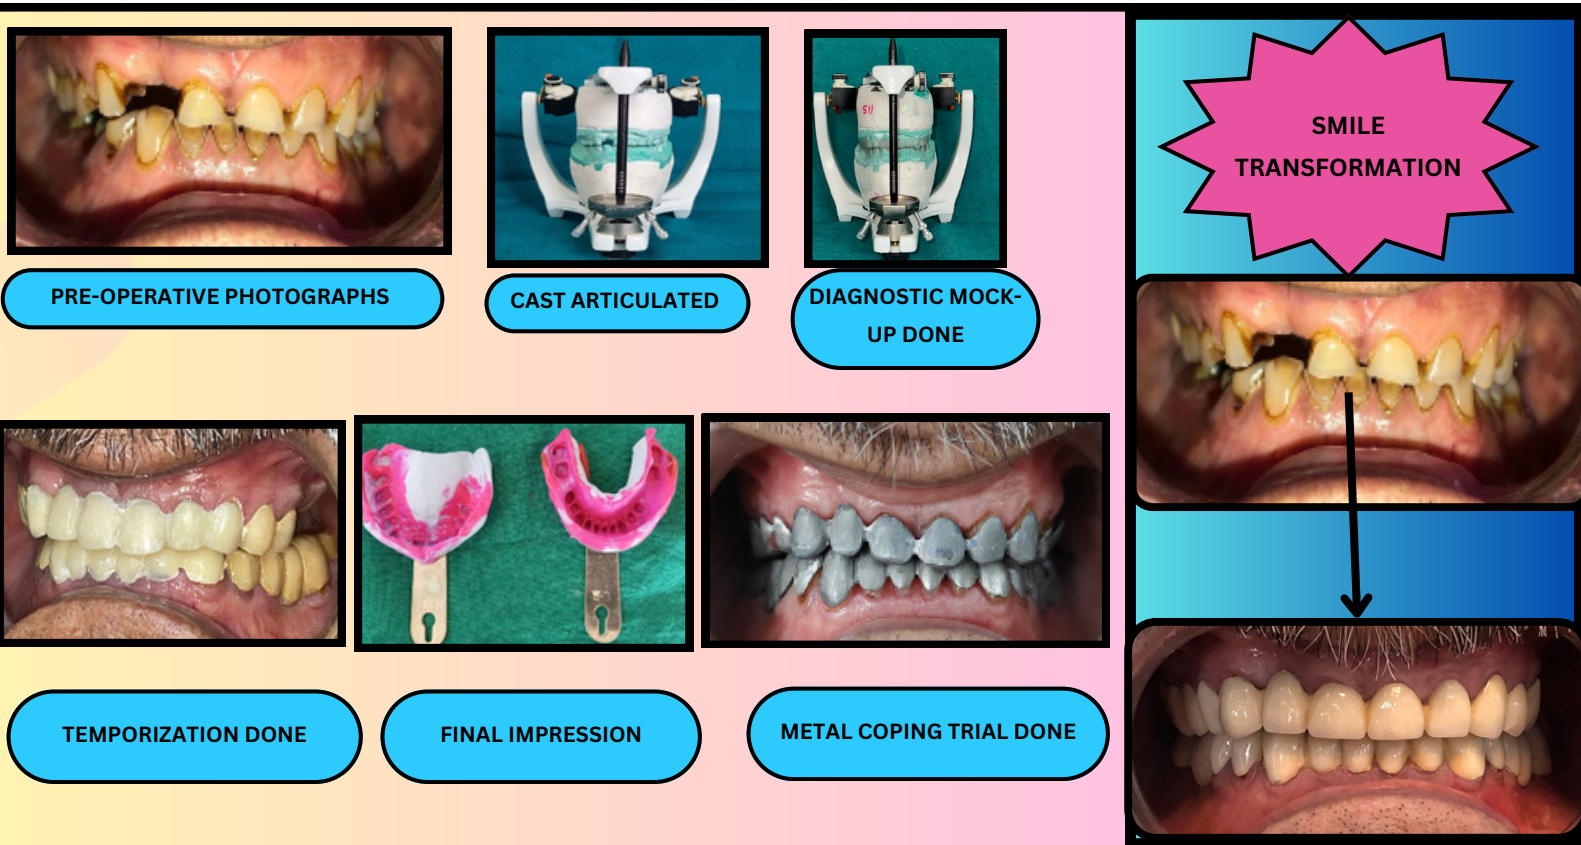 PRE-OPERATIVE PHOTOGRAPHS
CAST ARTICULATED
DIAGNOSTIC MOCK-
UP DONE
511
TEMPORIZATION DONE
FINAL IMPRESSION
METAL COPING TRIAL DONE
SMILE
TRANSFORMATION